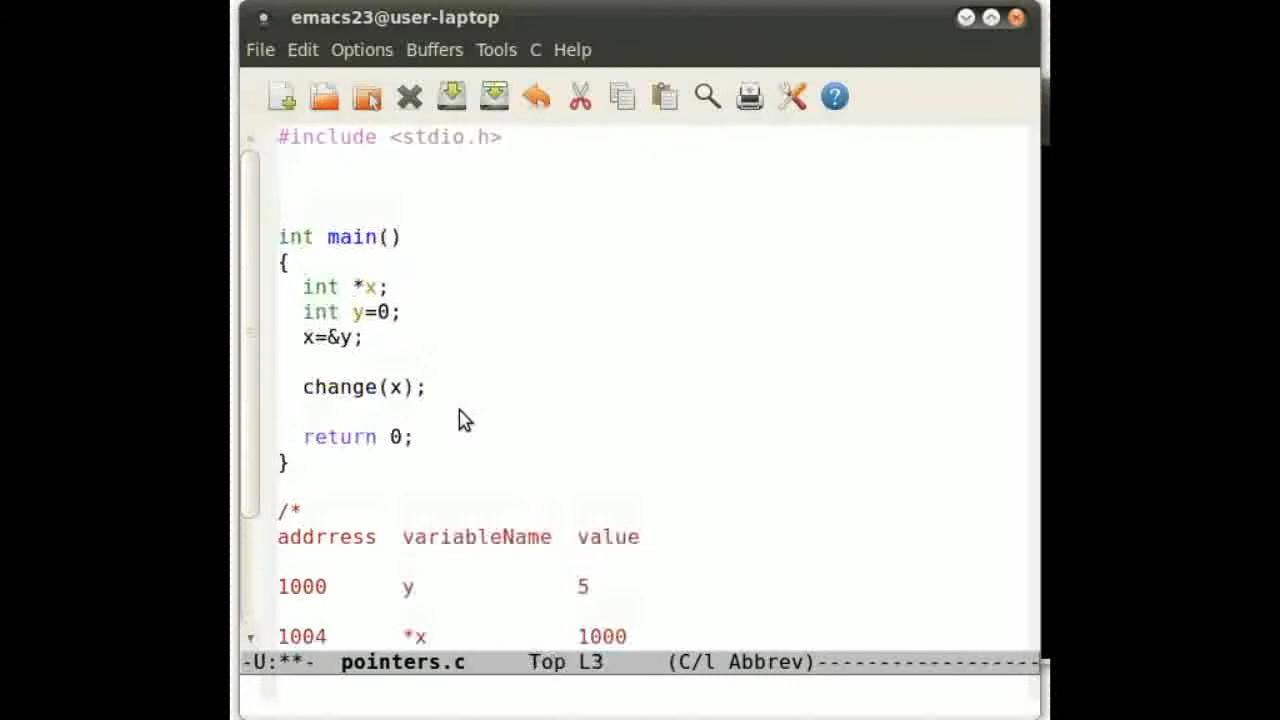 emacs23@user-laptop
File Edit Options Buffers Tools C Help
#include <stdio.h>
int main()
{
int *x;
int y=0;
x=&y;
change(x);
return 0;
}
/*
addrress variableName value
1000 y 5
1004 *x 1000
-U:**- pointers.c Top L3 (C/l Abbrev)------------------